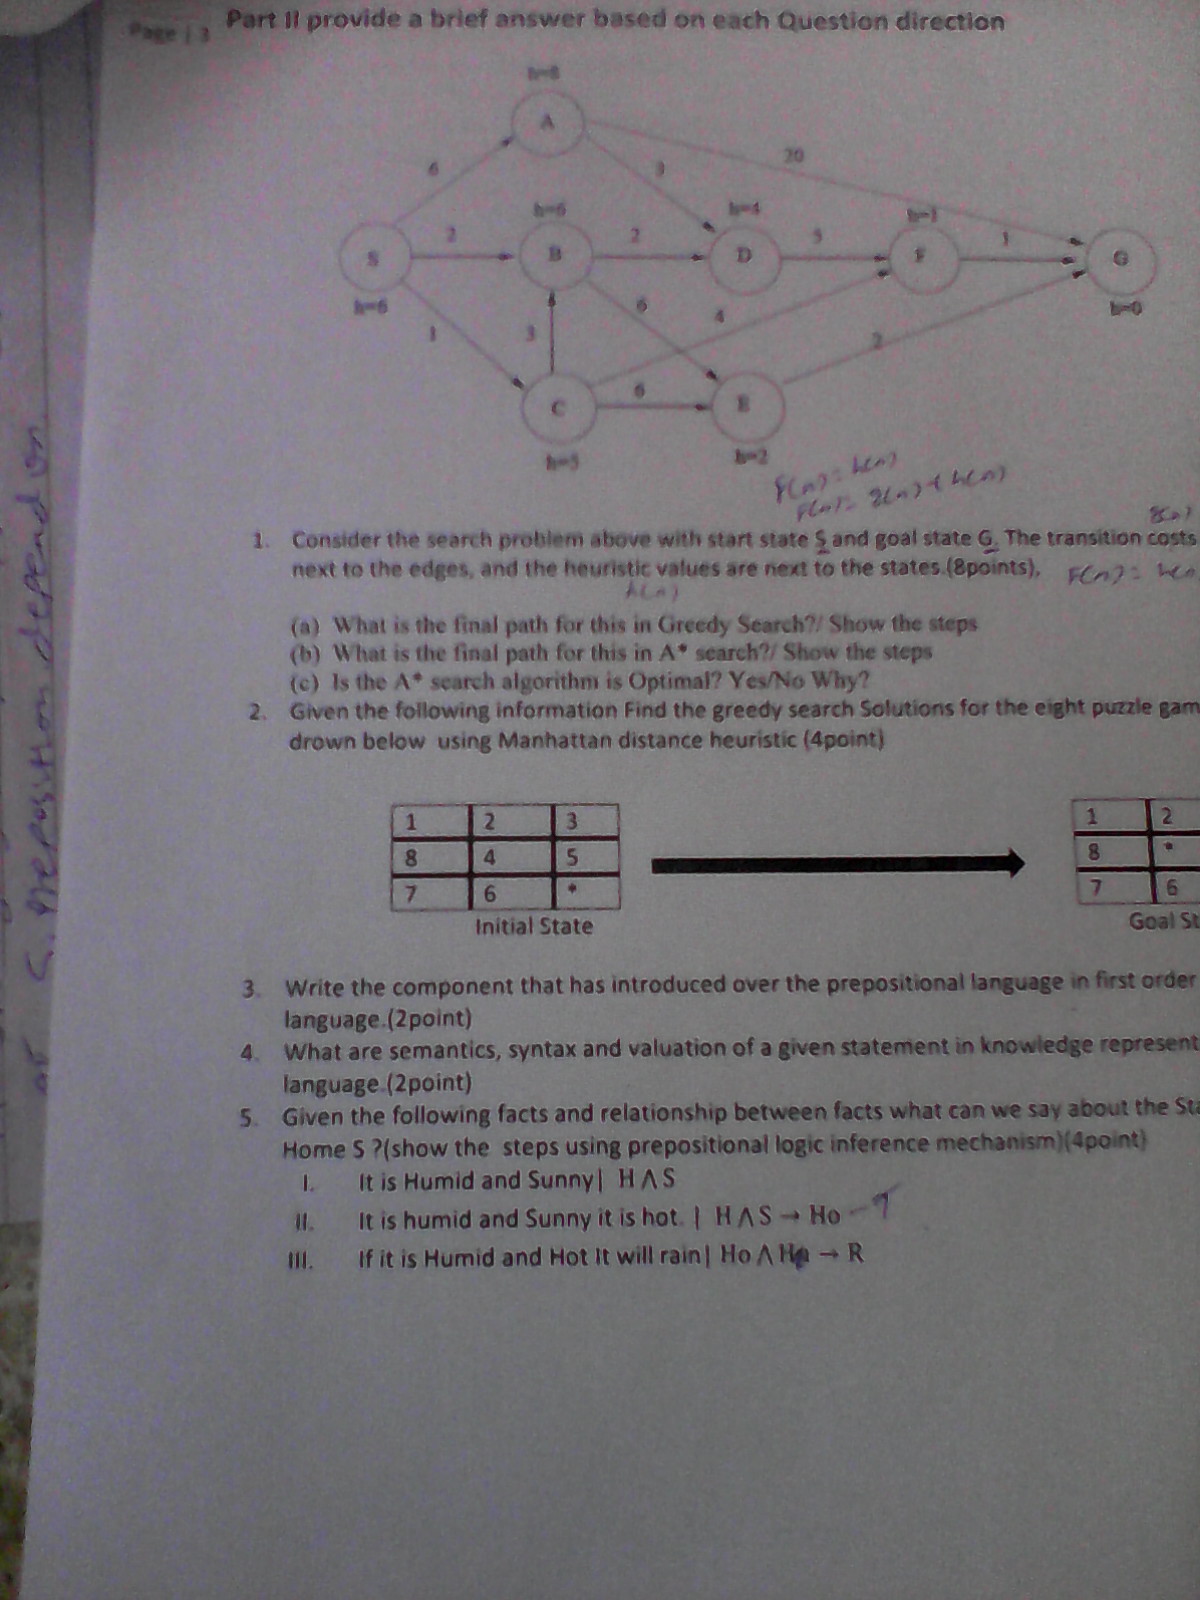 Page | 3
Part II provide a brief answer based on each Question direction
h=8
A
6
3
20
h=6
h=4
h=1
S
2
B
2
D
5
F
1
G
h=6
h=0
1
3
6
4
2
C
6
E
h=5
h=2
F(n) = h(n)
F(n) = g(n) + h(n)
g(n)
1. Consider the search problem above with start state S and goal state G. The transition costs
next to the edges, and the heuristic values are next to the states.(8points). F(n) = h(n
h(n)
(a) What is the final path for this in Greedy Search?/ Show the steps
(b) What is the final path for this in A* search?/ Show the steps
(c) Is the A* search algorithm is Optimal? Yes/No Why?
2. Given the following information Find the greedy search Solutions for the eight puzzle gam
drown below using Manhattan distance heuristic (4point)
1 2 3
8 4 5
7 6 *
Initial State
1 2
8 *
7 6
Goal St
3. Write the component that has introduced over the prepositional language in first order
language.(2point)
4. What are semantics, syntax and valuation of a given statement in knowledge represent
language.(2point)
5. Given the following facts and relationship between facts what can we say about the Sta
Home S ?(show the steps using prepositional logic inference mechanism)(4point)
I. It is Humid and Sunny| H∧S
II. It is humid and Sunny it is hot. | H∧S → Ho - T
III. If it is Humid and Hot It will rain| Ho∧H → R
preposition depend on